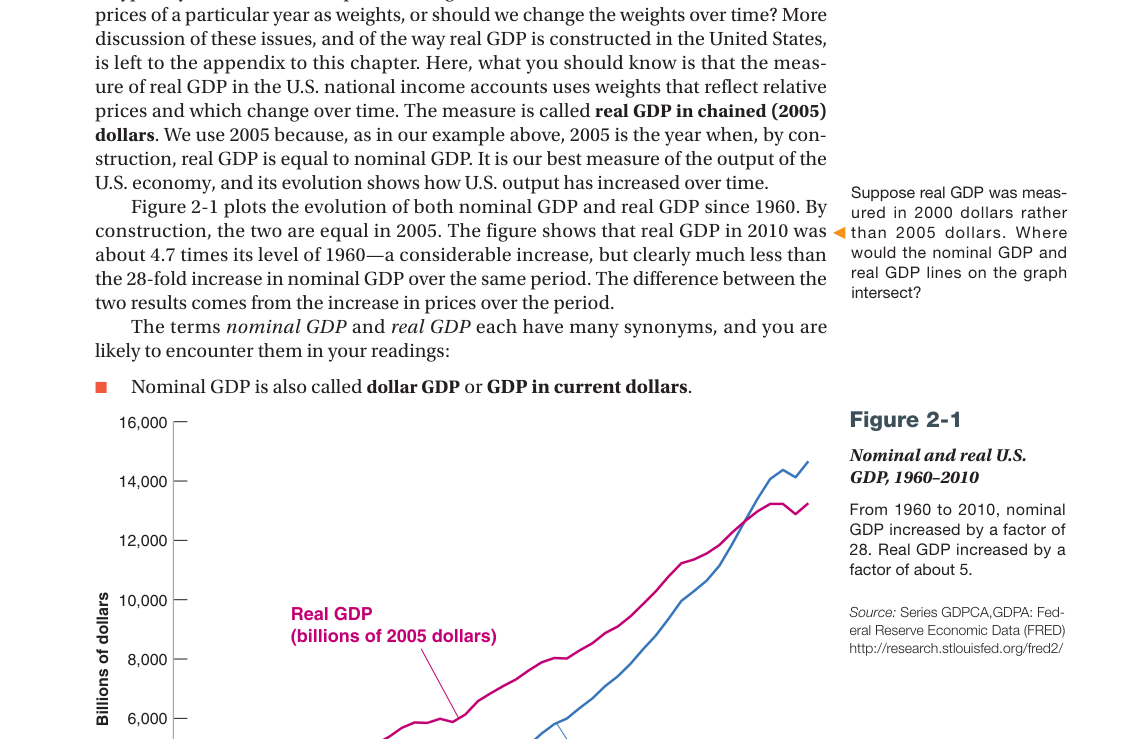 prices of a particular year as weights, or should we change the weights over time? More
discussion of these issues, and of the way real GDP is constructed in the United States,
is left to the appendix to this chapter. Here, what you should know is that the meas-
ure of real GDP in the U.S. national income accounts uses weights that reflect relative
prices and which change over time. The measure is called real GDP in chained (2005)
dollars. We use 2005 because, as in our example above, 2005 is the year when, by con-
struction, real GDP is equal to nominal GDP. It is our best measure of the output of the
U.S. economy, and its evolution shows how U.S. output has increased over time.
Figure 2-1 plots the evolution of both nominal GDP and real GDP since 1960. By
construction, the two are equal in 2005. The figure shows that real GDP in 2010 was
about 4.7 times its level of 1960—a considerable increase, but clearly much less than
the 28-fold increase in nominal GDP over the same period. The difference between the
two results comes from the increase in prices over the period.
The terms nominal GDP and real GDP each have many synonyms, and you are
likely to encounter them in your readings:
■ Nominal GDP is also called dollar GDP or GDP in current dollars.
Suppose real GDP was meas-
ured in 2000 dollars rather
◀ than 2005 dollars. Where
would the nominal GDP and
real GDP lines on the graph
intersect?
16,000
14,000
12,000
10,000
8,000
6,000
Billions of dollars
Real GDP
(billions of 2005 dollars)
Figure 2-1
Nominal and real U.S.
GDP, 1960–2010
From 1960 to 2010, nominal
GDP increased by a factor of
28. Real GDP increased by a
factor of about 5.
Source: Series GDPCA,GDPA: Fed-
eral Reserve Economic Data (FRED)
http://research.stlouisfed.org/fred2/